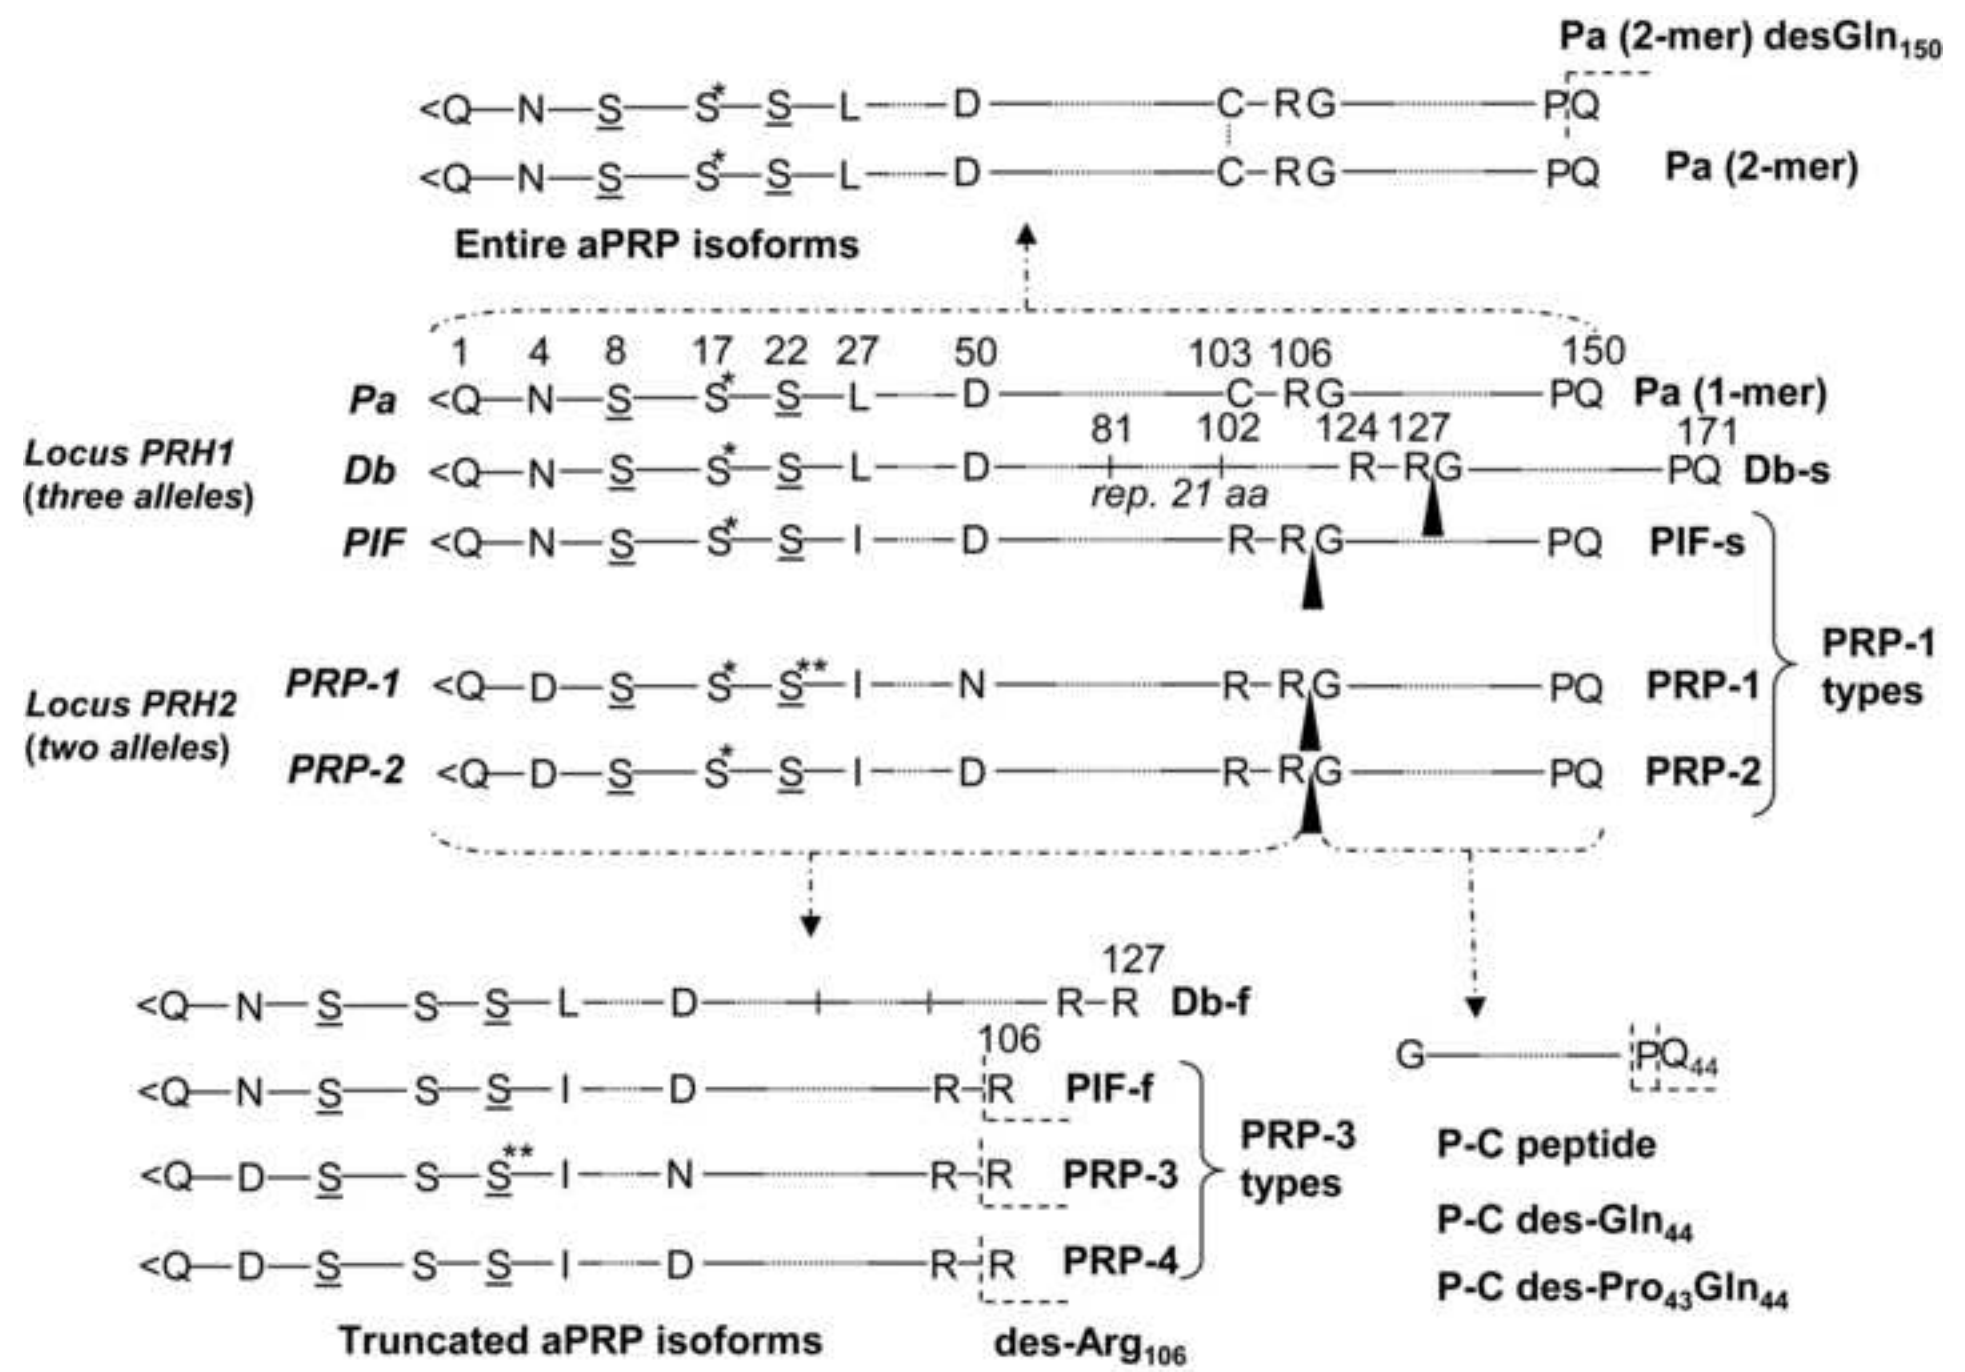 Pa (2-mer) desGln150
<Q N S S* S L D C RG PQ
<Q N S S* S L D C RG PQ Pa (2-mer)
Entire aPRP isoforms
1 4 8 17 22 27 50 103 106 150
Pa <Q N S S* S L D C RG PQ Pa (1-mer)
81 102 124 127 171
Locus PRH1
(three alleles)
Db <Q N S S* S L D R RG PQ Db-s
rep. 21 aa
PIF <Q N S S* S I D R RG PQ PIF-s
PRP-1
types
Locus PRH2
(two alleles)
PRP-1 <Q D S S* S** I N R RG PQ PRP-1
PRP-2 <Q D S S* S I D R RG PQ PRP-2
127
<Q N S S S L D R R Db-f
106
<Q N S S S I D R R PIF-f
<Q D S S S** I N R R PRP-3
<Q D S S S I D R R PRP-4
PRP-3
types
Truncated aPRP isoforms
des-Arg106
G PQ44
P-C peptide
P-C des-Gln44
P-C des-Pro43Gln44